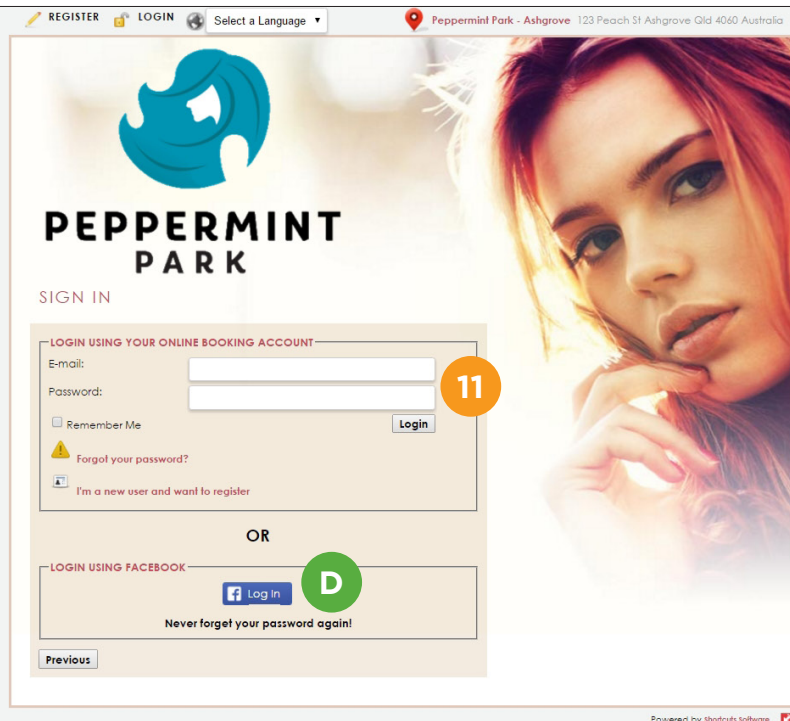 REGISTER LOGIN Select a Language Peppermint Park - Ashgrove 123 Peach St Ashgrove Qld 4060 Australia
PEPPERMINT
PARK
SIGN IN
LOGIN USING YOUR ONLINE BOOKING ACCOUNT
E-mail:
11
Password:
Remember Me Login
Forgot your password?
I'm a new user and want to register
OR
LOGIN USING FACEBOOK
f Log In D
Never forget your password again!
Previous
Powered by Shortcuts Software